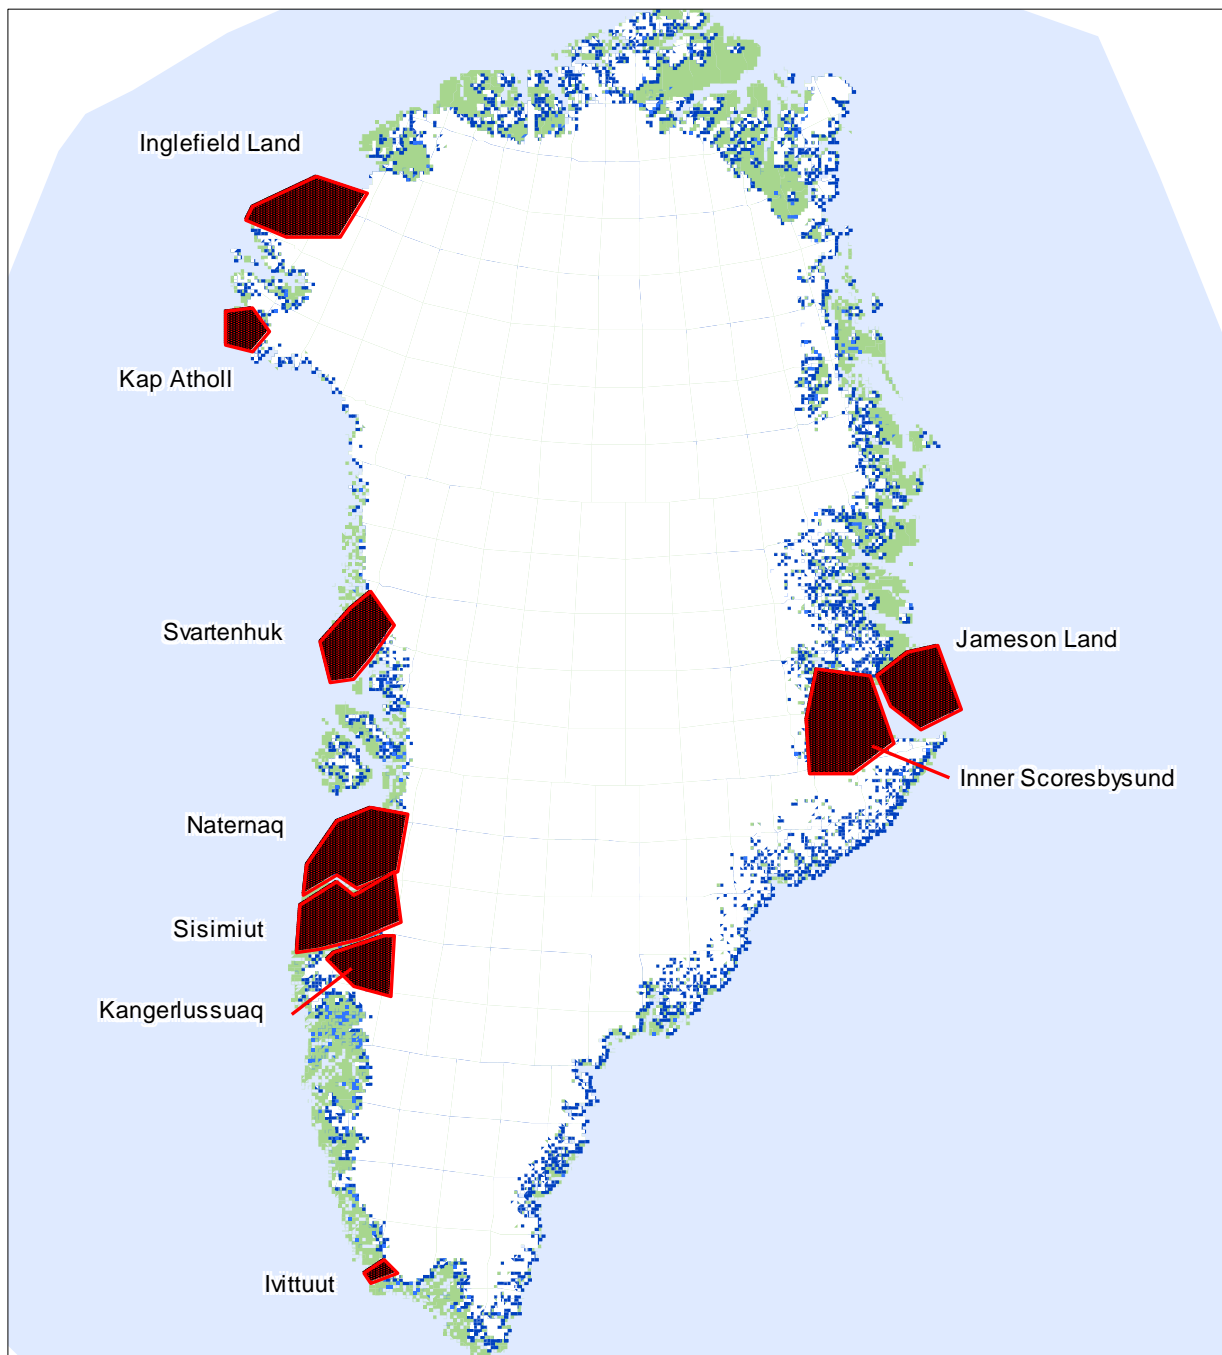 Inglefield Land
Kap Atholl
Svartenhuk
Jameson Land
Inner Scoresbysund
Naternaq
Sisimiut
Kangerlussuaq
Ivittuut